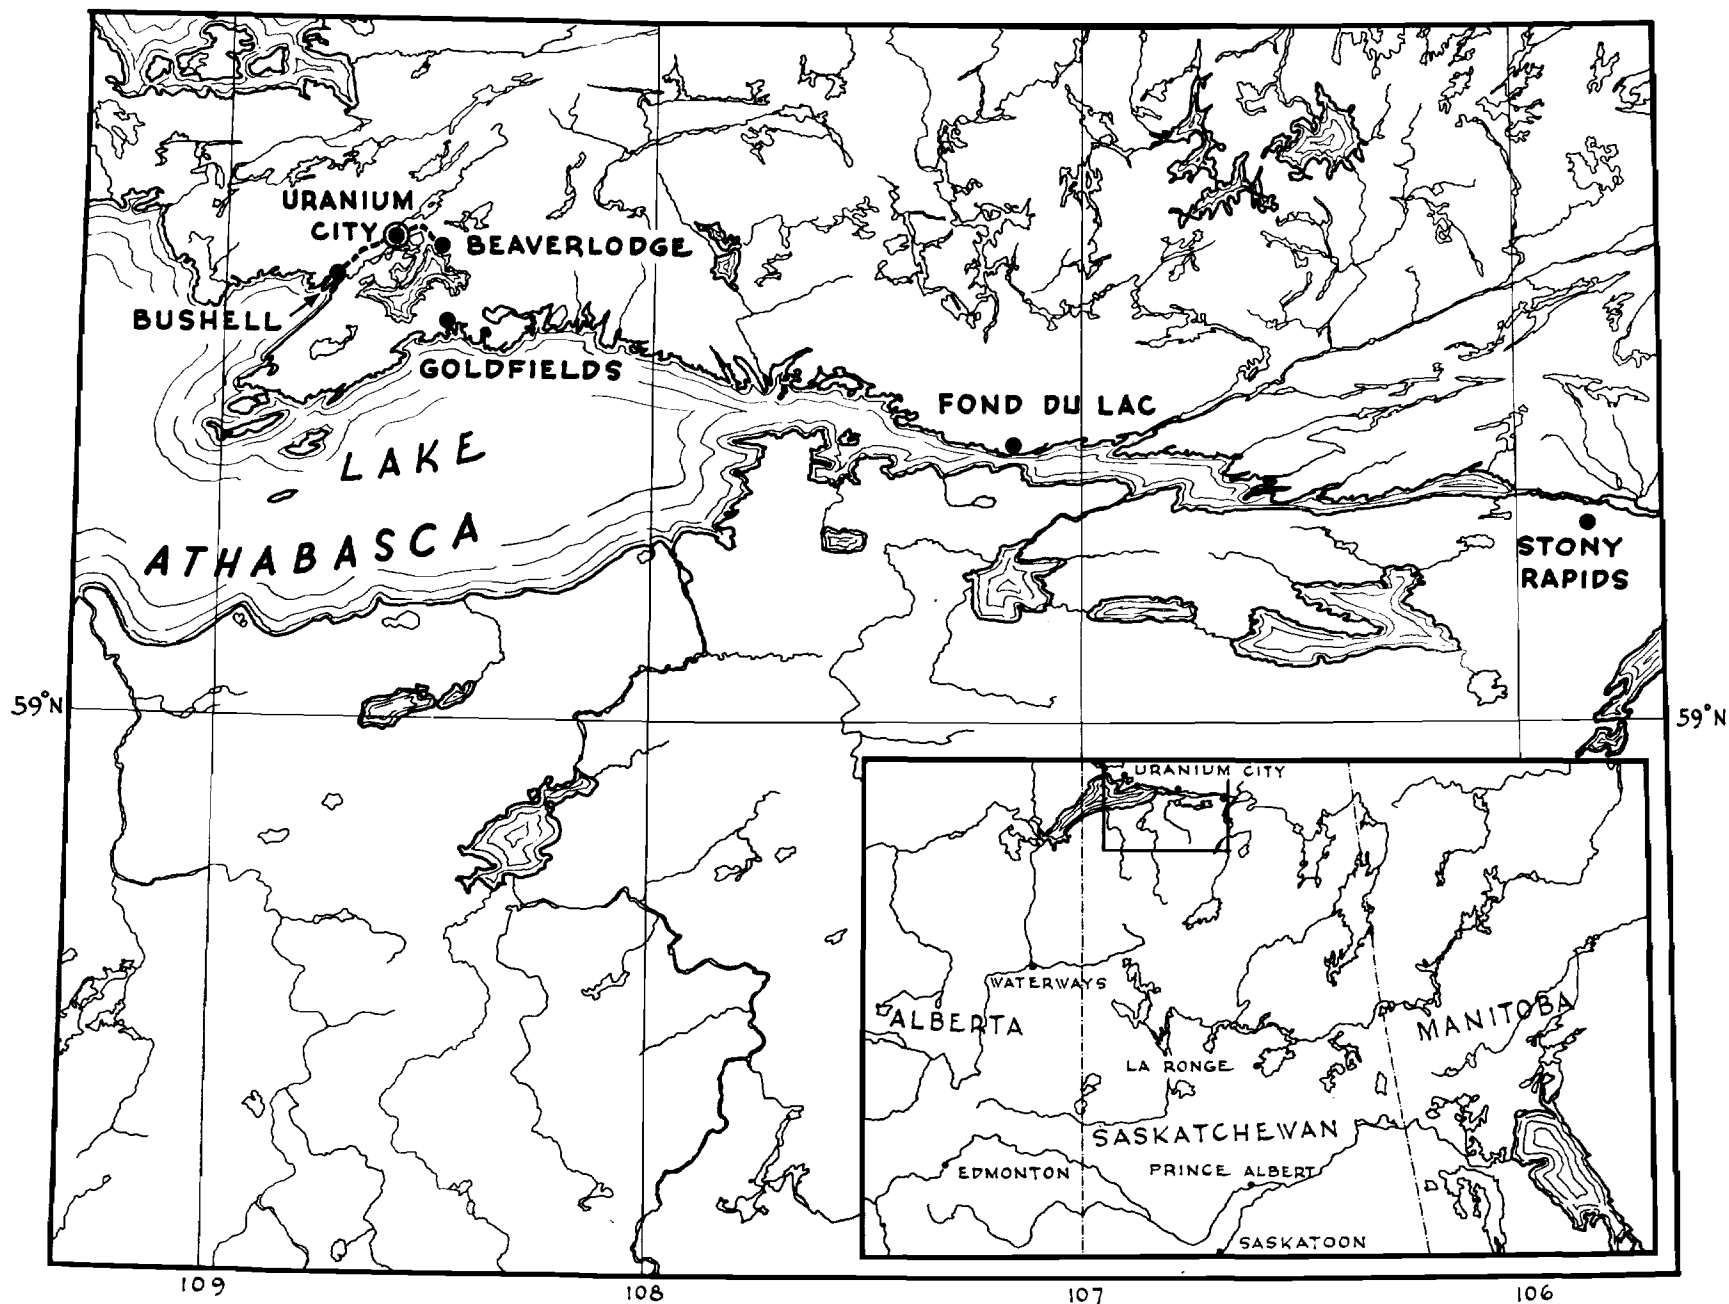 URANIUM
CITY
BEAVERLODGE
BUSHELL
GOLDFIELDS
FOND DU LAC
LAKE
ATHABASCA
STONY
RAPIDS
59°N
59°N
URANIUM CITY
WATERWAYS
ALBERTA
MANITOBA
LA RONGE
SASKATCHEWAN
EDMONTON
PRINCE ALBERT
SASKATOON
109
108
107
106